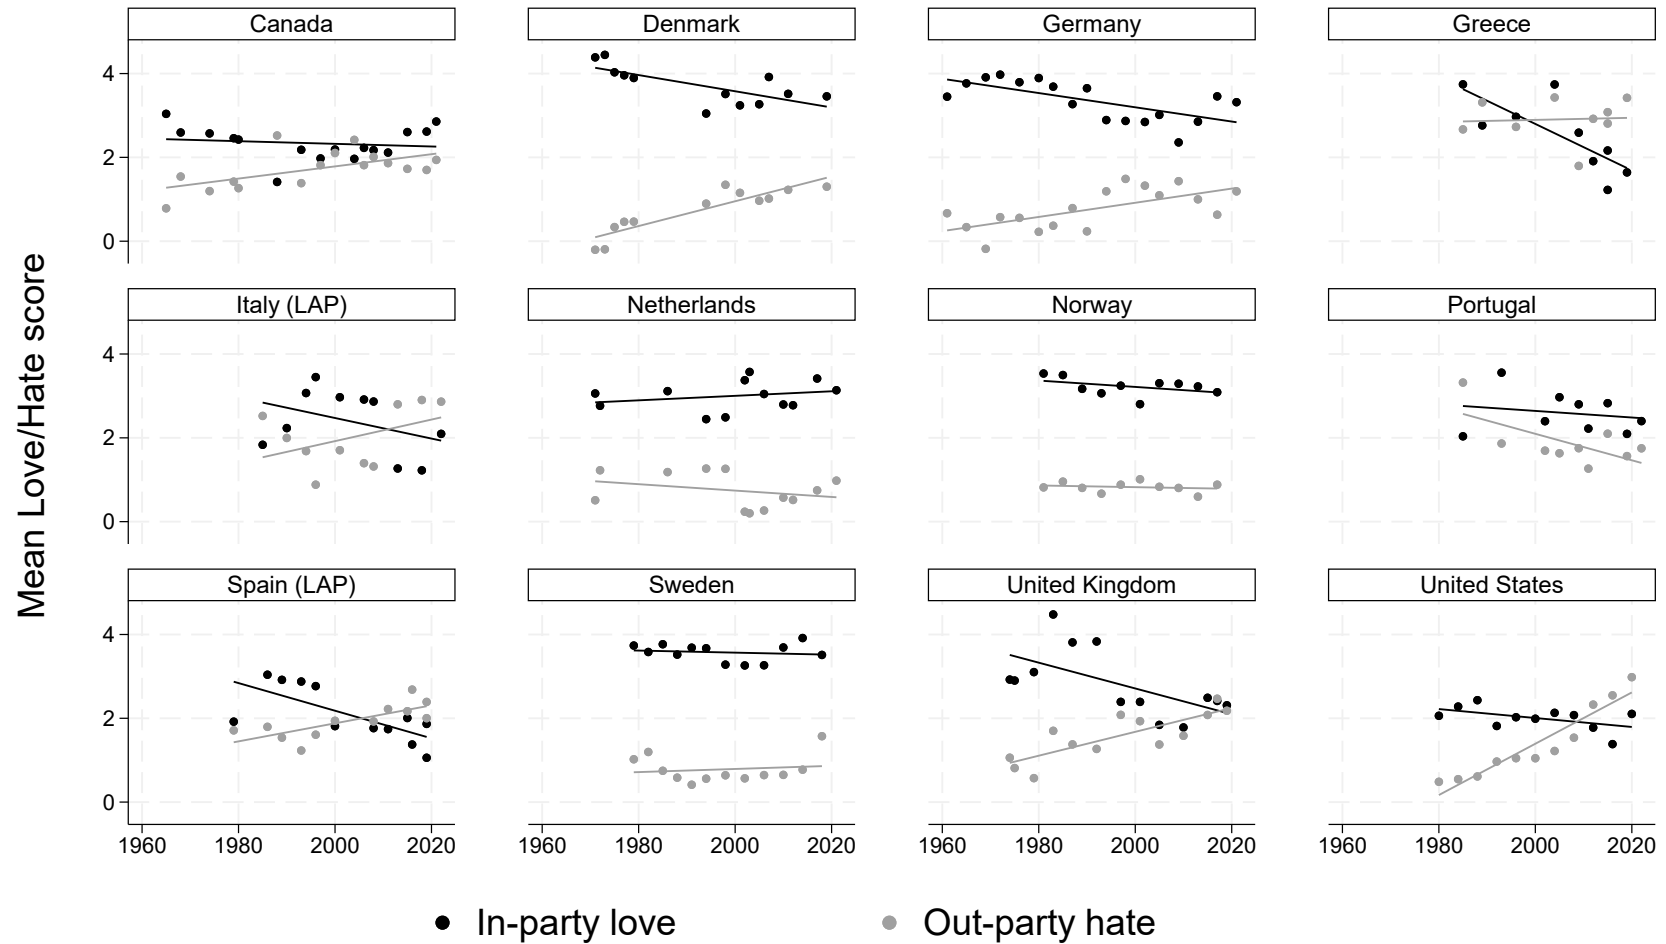 Canada Denmark Germany Greece
4
2
0
Mean Love/Hate score
Italy (LAP) Netherlands Norway Portugal
4
2
0
Spain (LAP) Sweden United Kingdom United States
4
2
0
1960 1980 2000 2020 1960 1980 2000 2020 1960 1980 2000 2020 1960 1980 2000 2020
In-party love Out-party hate